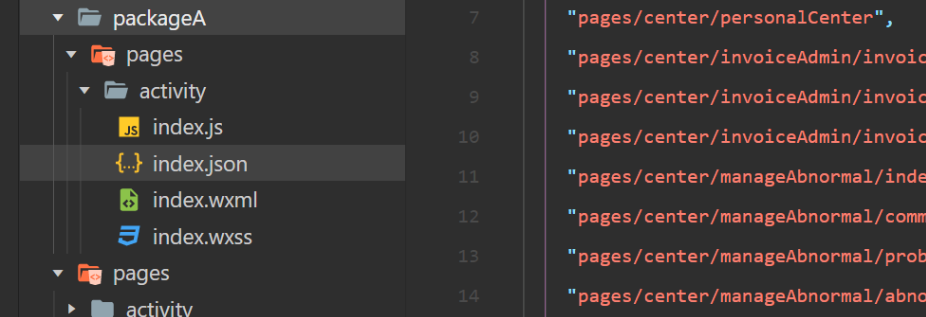 packageA
pages
activity
index.js
index.json
index.wxml
index.wxss
pages
activity
7 "pages/center/personalCenter",
8 "pages/center/invoiceAdmin/invoic
9 "pages/center/invoiceAdmin/invoic
10 "pages/center/invoiceAdmin/invoic
11 "pages/center/manageAbnormal/inde
12 "pages/center/manageAbnormal/comm
13 "pages/center/manageAbnormal/prob
14 "pages/center/manageAbnormal/abno